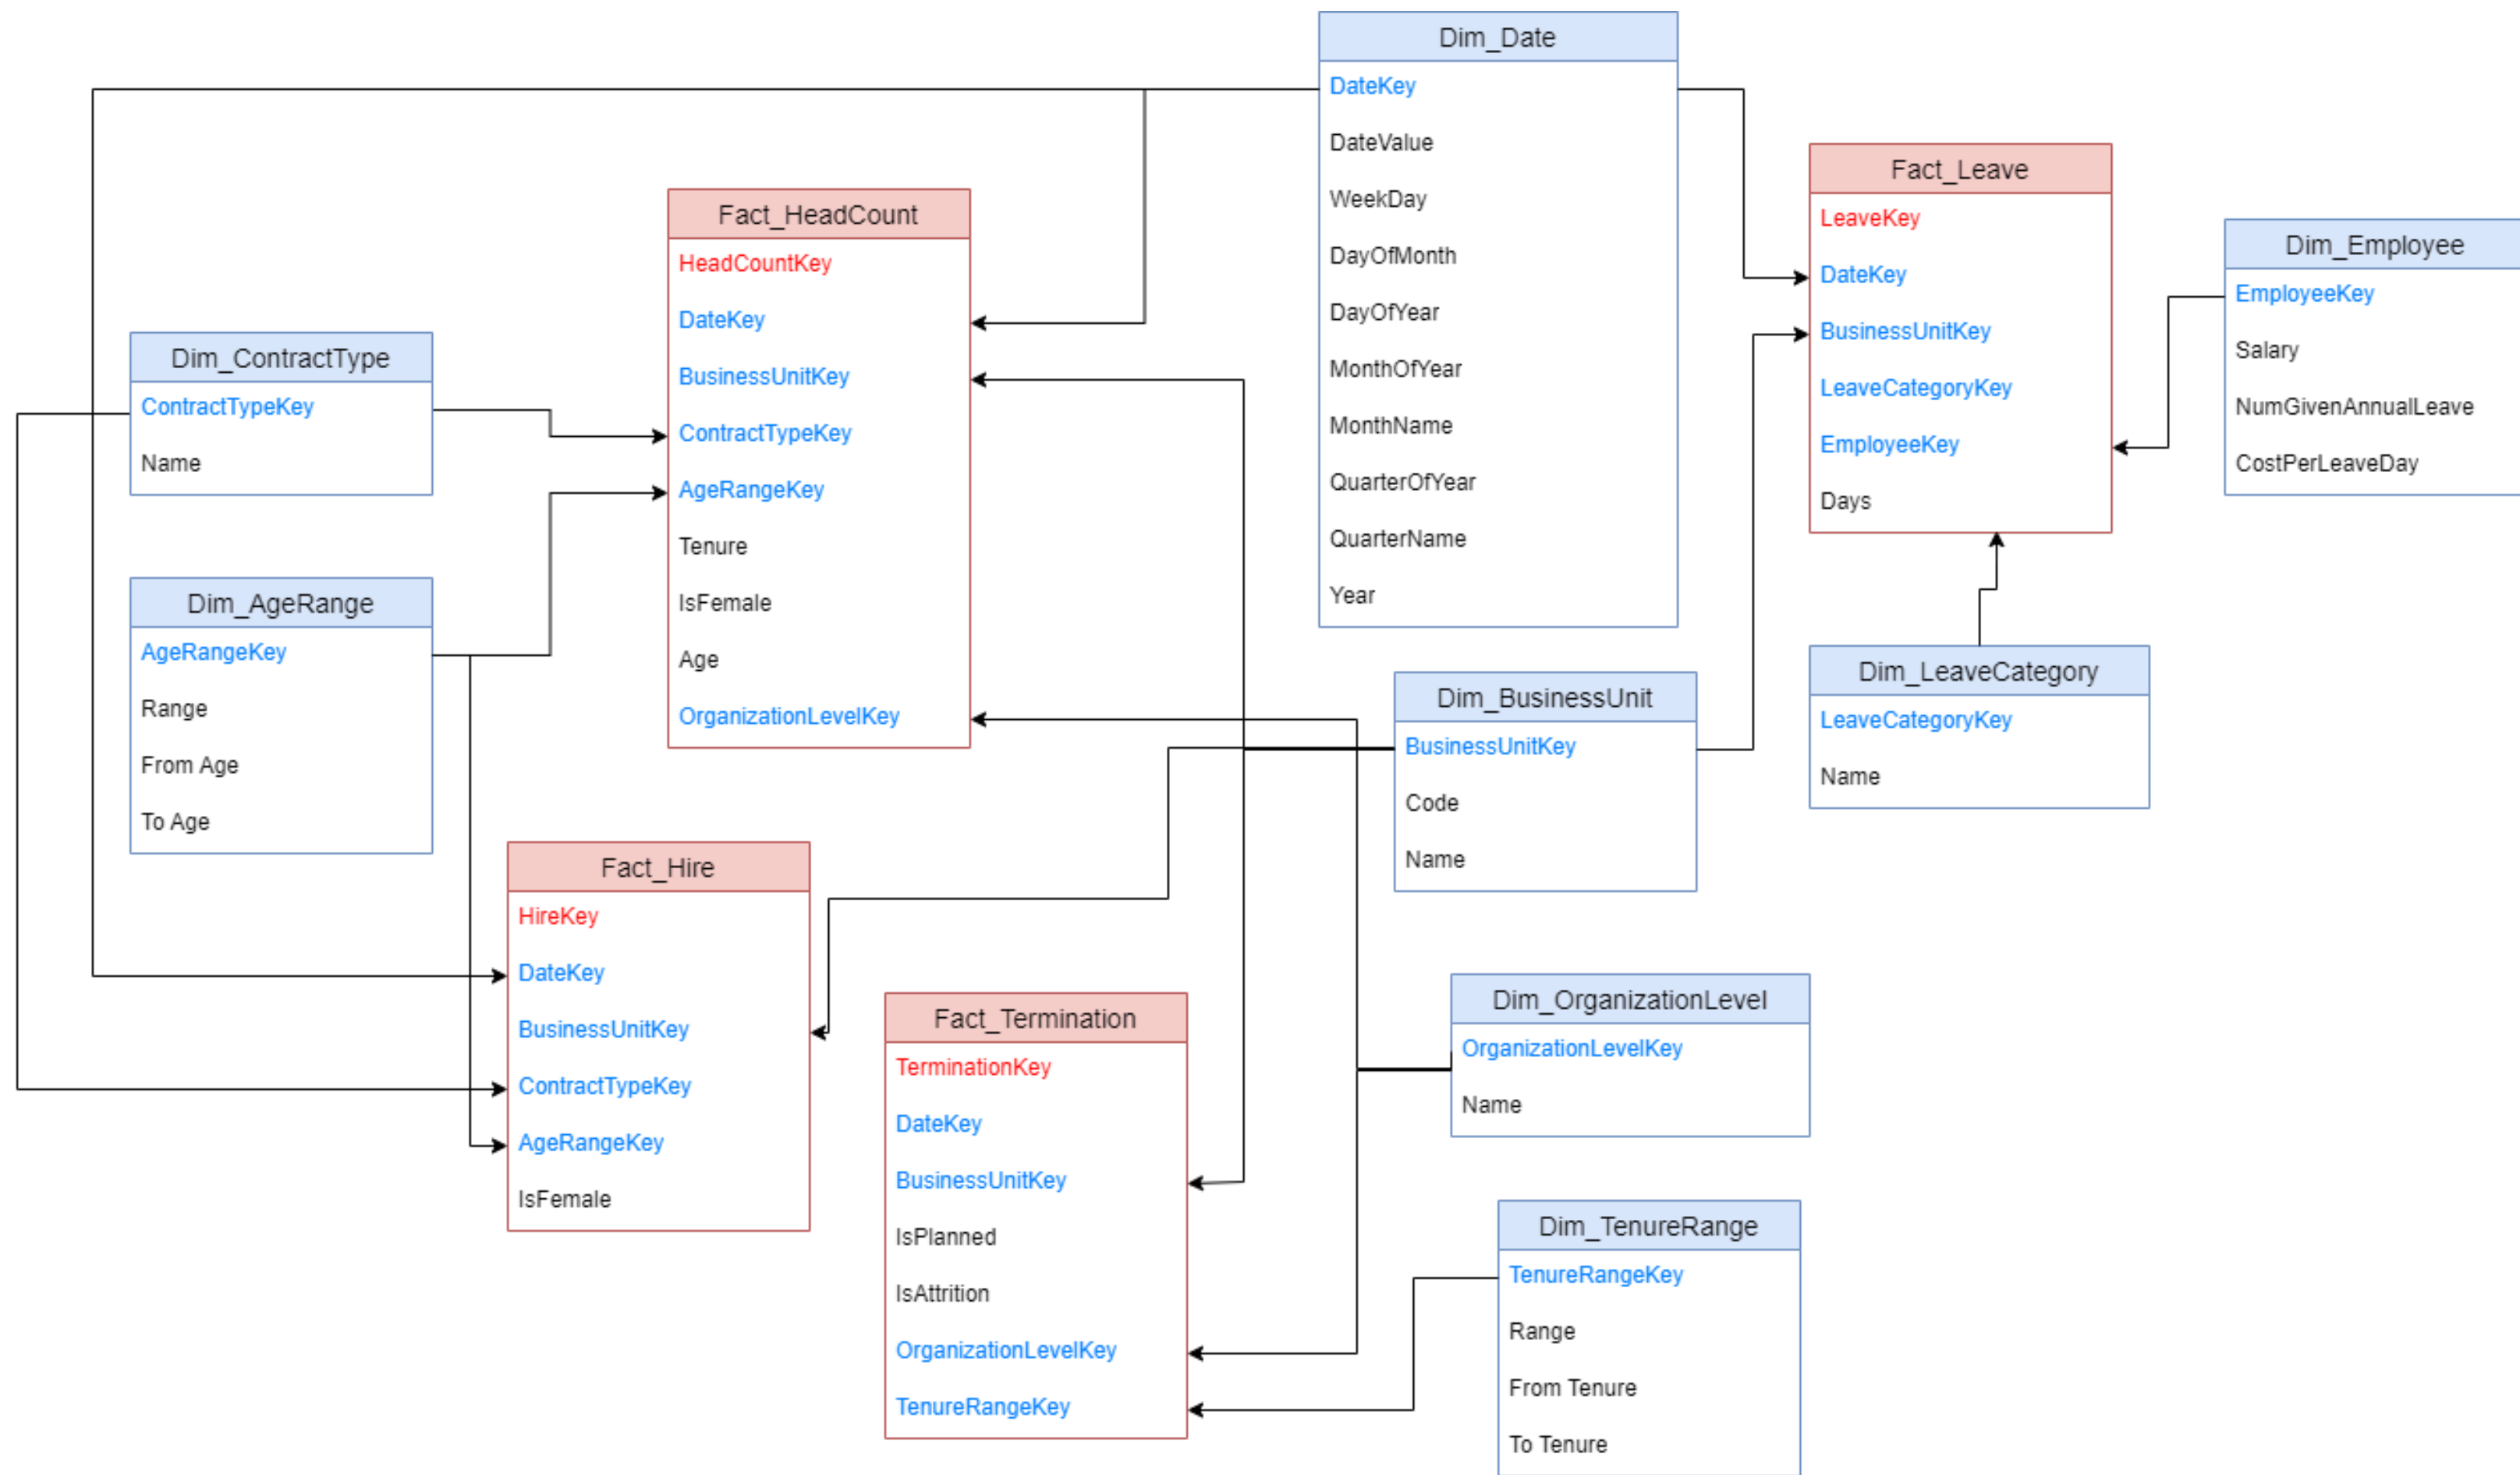 Dim_Date
DateKey
DateValue
WeekDay
DayOfMonth
DayOfYear
MonthOfYear
MonthName
QuarterOfYear
QuarterName
Year
Fact_Leave
LeaveKey
DateKey
BusinessUnitKey
LeaveCategoryKey
EmployeeKey
Days
Dim_Employee
EmployeeKey
Salary
NumGivenAnnualLeave
CostPerLeaveDay
Fact_HeadCount
HeadCountKey
DateKey
BusinessUnitKey
ContractTypeKey
AgeRangeKey
Tenure
IsFemale
Age
OrganizationLevelKey
Dim_ContractType
ContractTypeKey
Name
Dim_AgeRange
AgeRangeKey
Range
From Age
To Age
Dim_BusinessUnit
BusinessUnitKey
Code
Name
Dim_LeaveCategory
LeaveCategoryKey
Name
Fact_Hire
HireKey
DateKey
BusinessUnitKey
ContractTypeKey
AgeRangeKey
IsFemale
Fact_Termination
TerminationKey
DateKey
BusinessUnitKey
IsPlanned
IsAttrition
OrganizationLevelKey
TenureRangeKey
Dim_OrganizationLevel
OrganizationLevelKey
Name
Dim_TenureRange
TenureRangeKey
Range
From Tenure
To Tenure